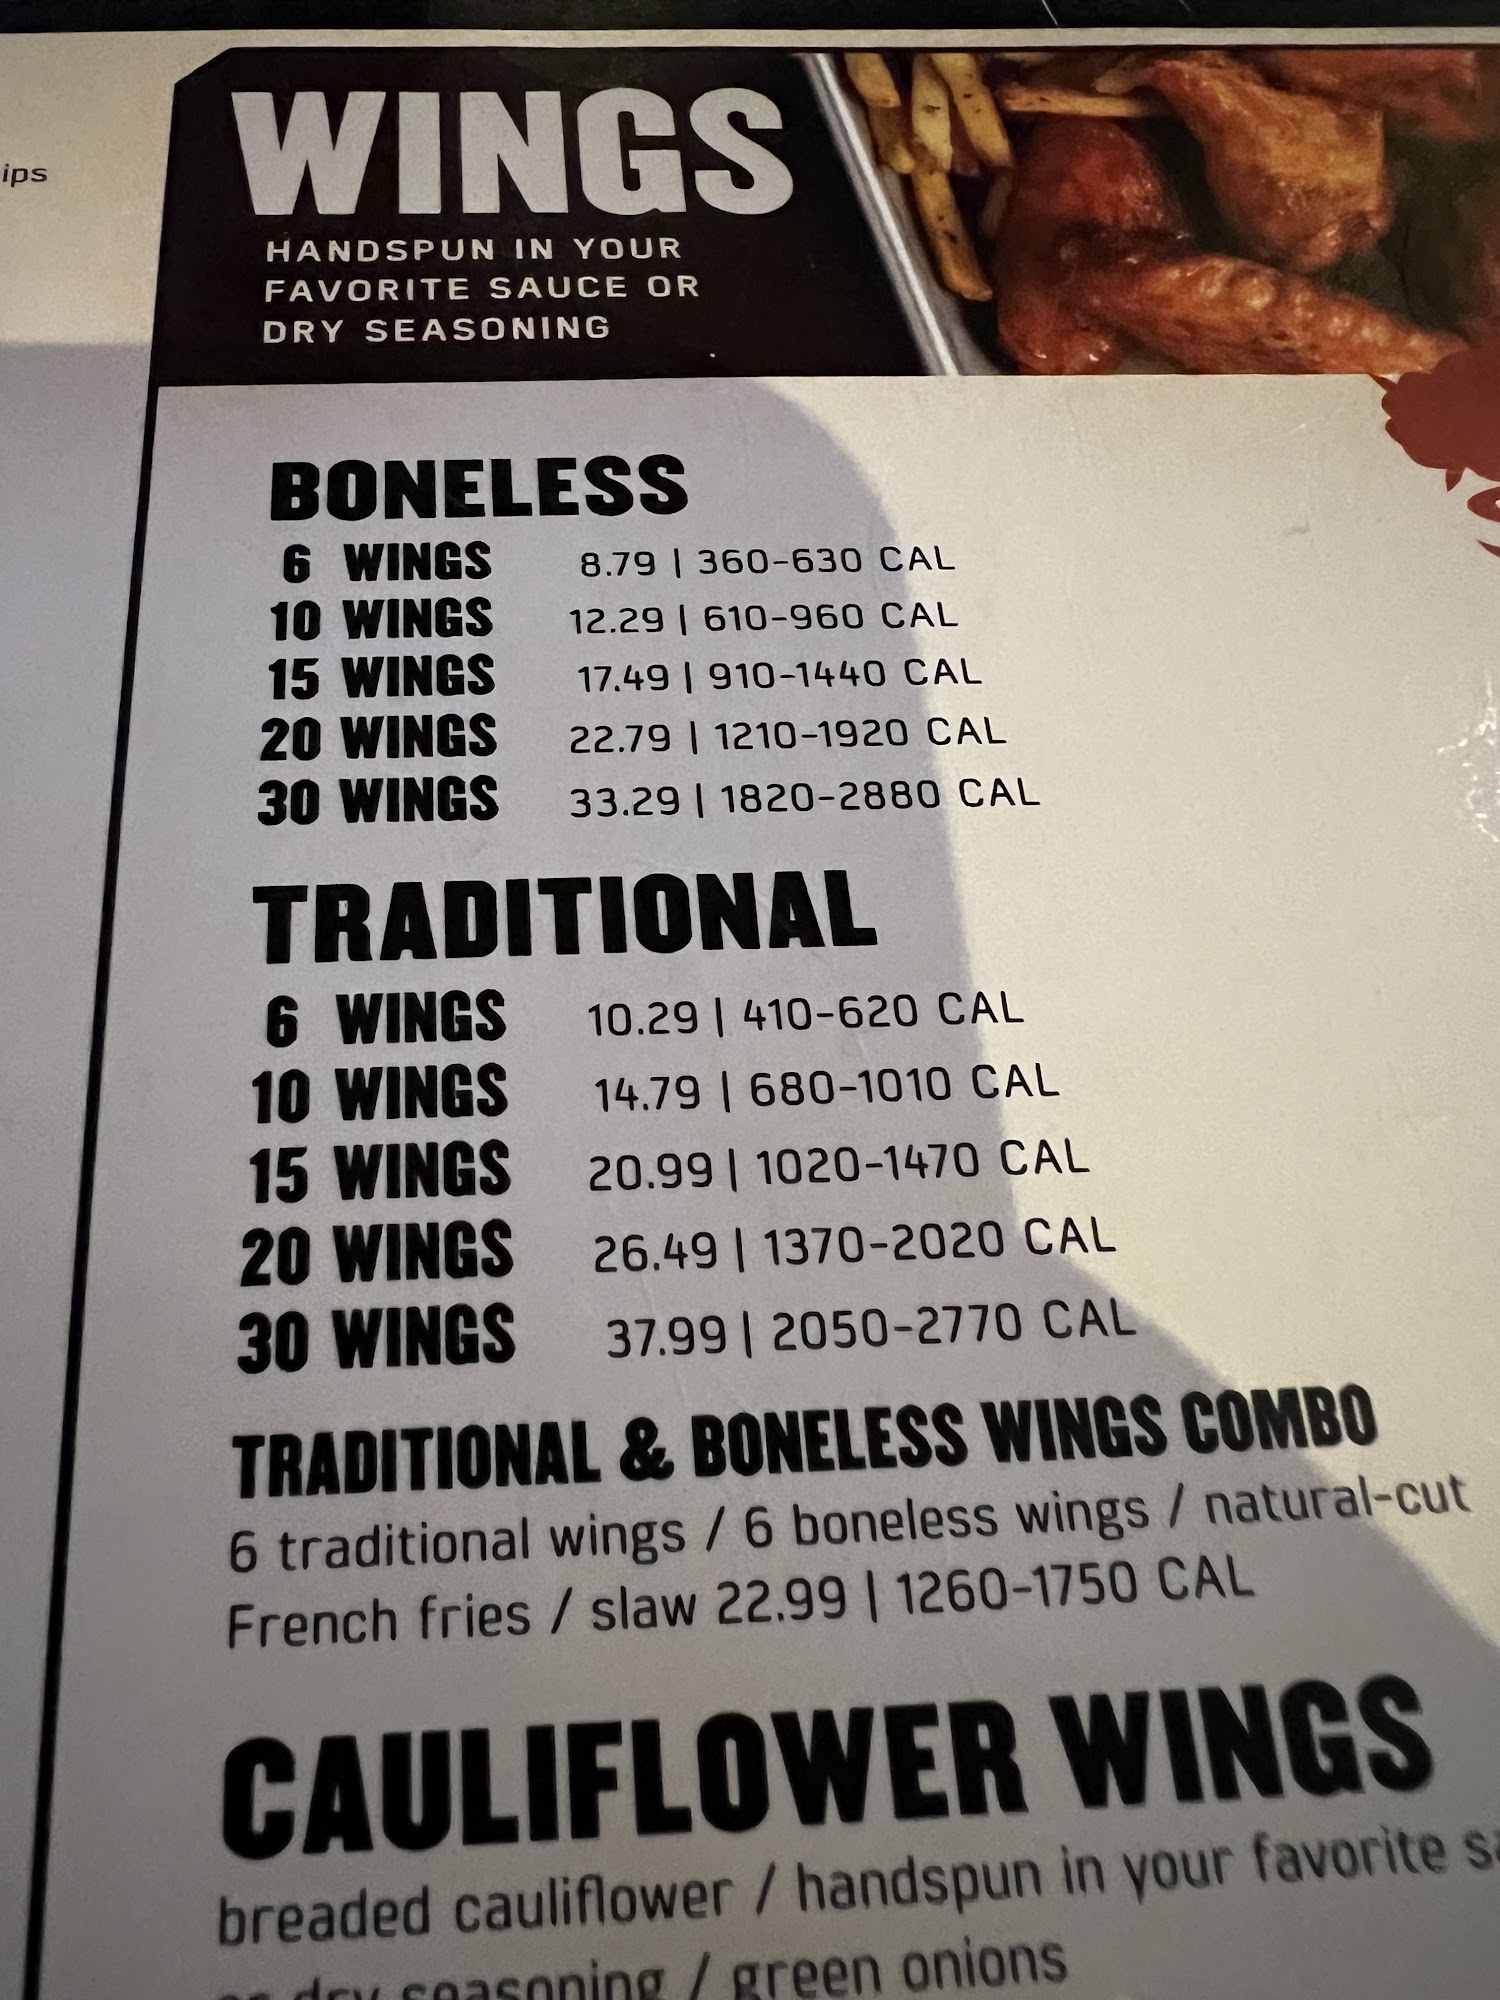 ips
WINGS
HANDSPUN IN YOUR
FAVORITE SAUCE OR
DRY SEASONING
BONELESS
6 WINGS 8.79 | 360-630 CAL
10 WINGS 12.29 | 610-960 CAL
15 WINGS 17.49 | 910-1440 CAL
20 WINGS 22.79 | 1210-1920 CAL
30 WINGS 33.29 | 1820-2880 CAL
TRADITIONAL
6 WINGS 10.29 | 410-620 CAL
10 WINGS 14.79 | 680-1010 CAL
15 WINGS 20.99 | 1020-1470 CAL
20 WINGS 26.49 | 1370-2020 CAL
30 WINGS 37.99 | 2050-2770 CAL
TRADITIONAL & BONELESS WINGS COMBO
6 traditional wings / 6 boneless wings / natural-cut
French fries / slaw 22.99 | 1260-1750 CAL
CAULIFLOWER WINGS
breaded cauliflower / handspun in your favorite
or dry seasoning / green onions